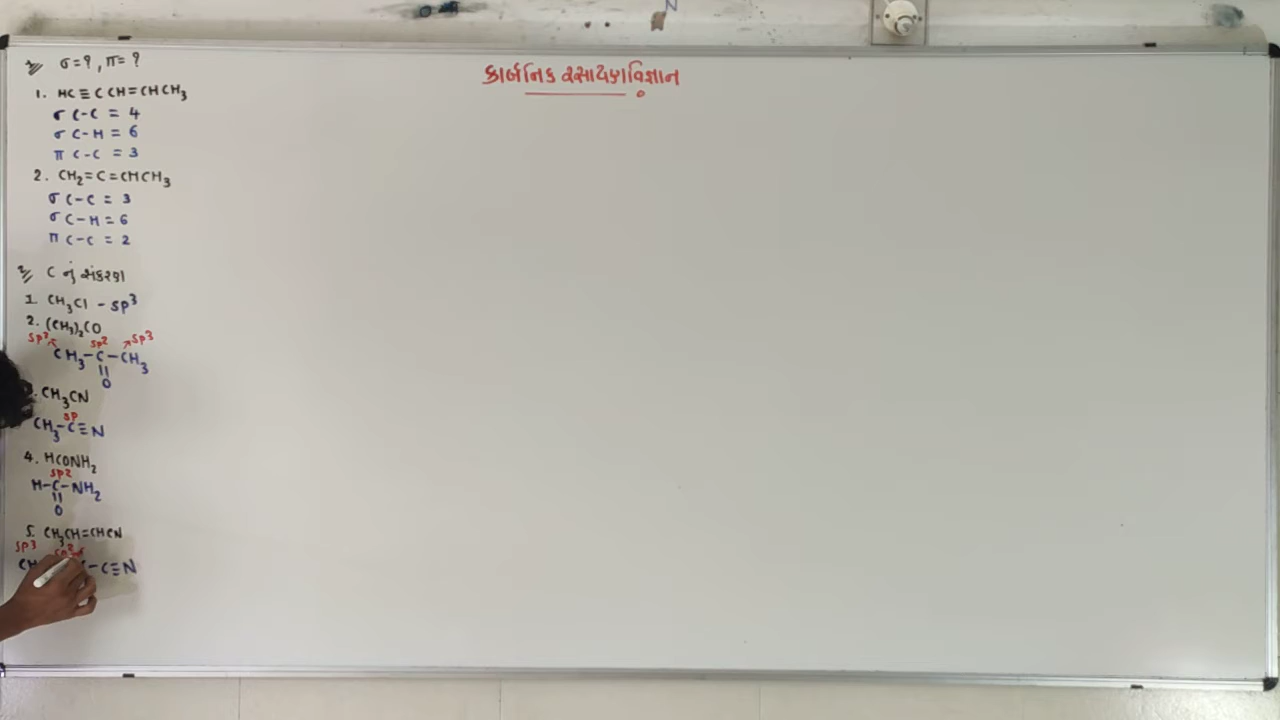 કાર્બનિક રસાયણવિજ્ઞાન
σ=?, π=?
1. HC≡CCH=CHCH₃
σ C-C = 4
σ C-H = 6
π C-C = 3
2. CH₂=C=CHCH₃
σ C-C = 3
σ C-H = 6
π C-C = 2
C નું સંકરણ
1. CH₃Cl - sp³
2. (CH₃)₂CO
sp³ sp² sp³
CH₃-C-CH₃
||
O
CH₃CN
sp
CH₃-C≡N
4. HCONH₂
sp2
H-C-NH₂
||
O
5. CH₃CH=CHCN
sp3 sp²
C-C≡N